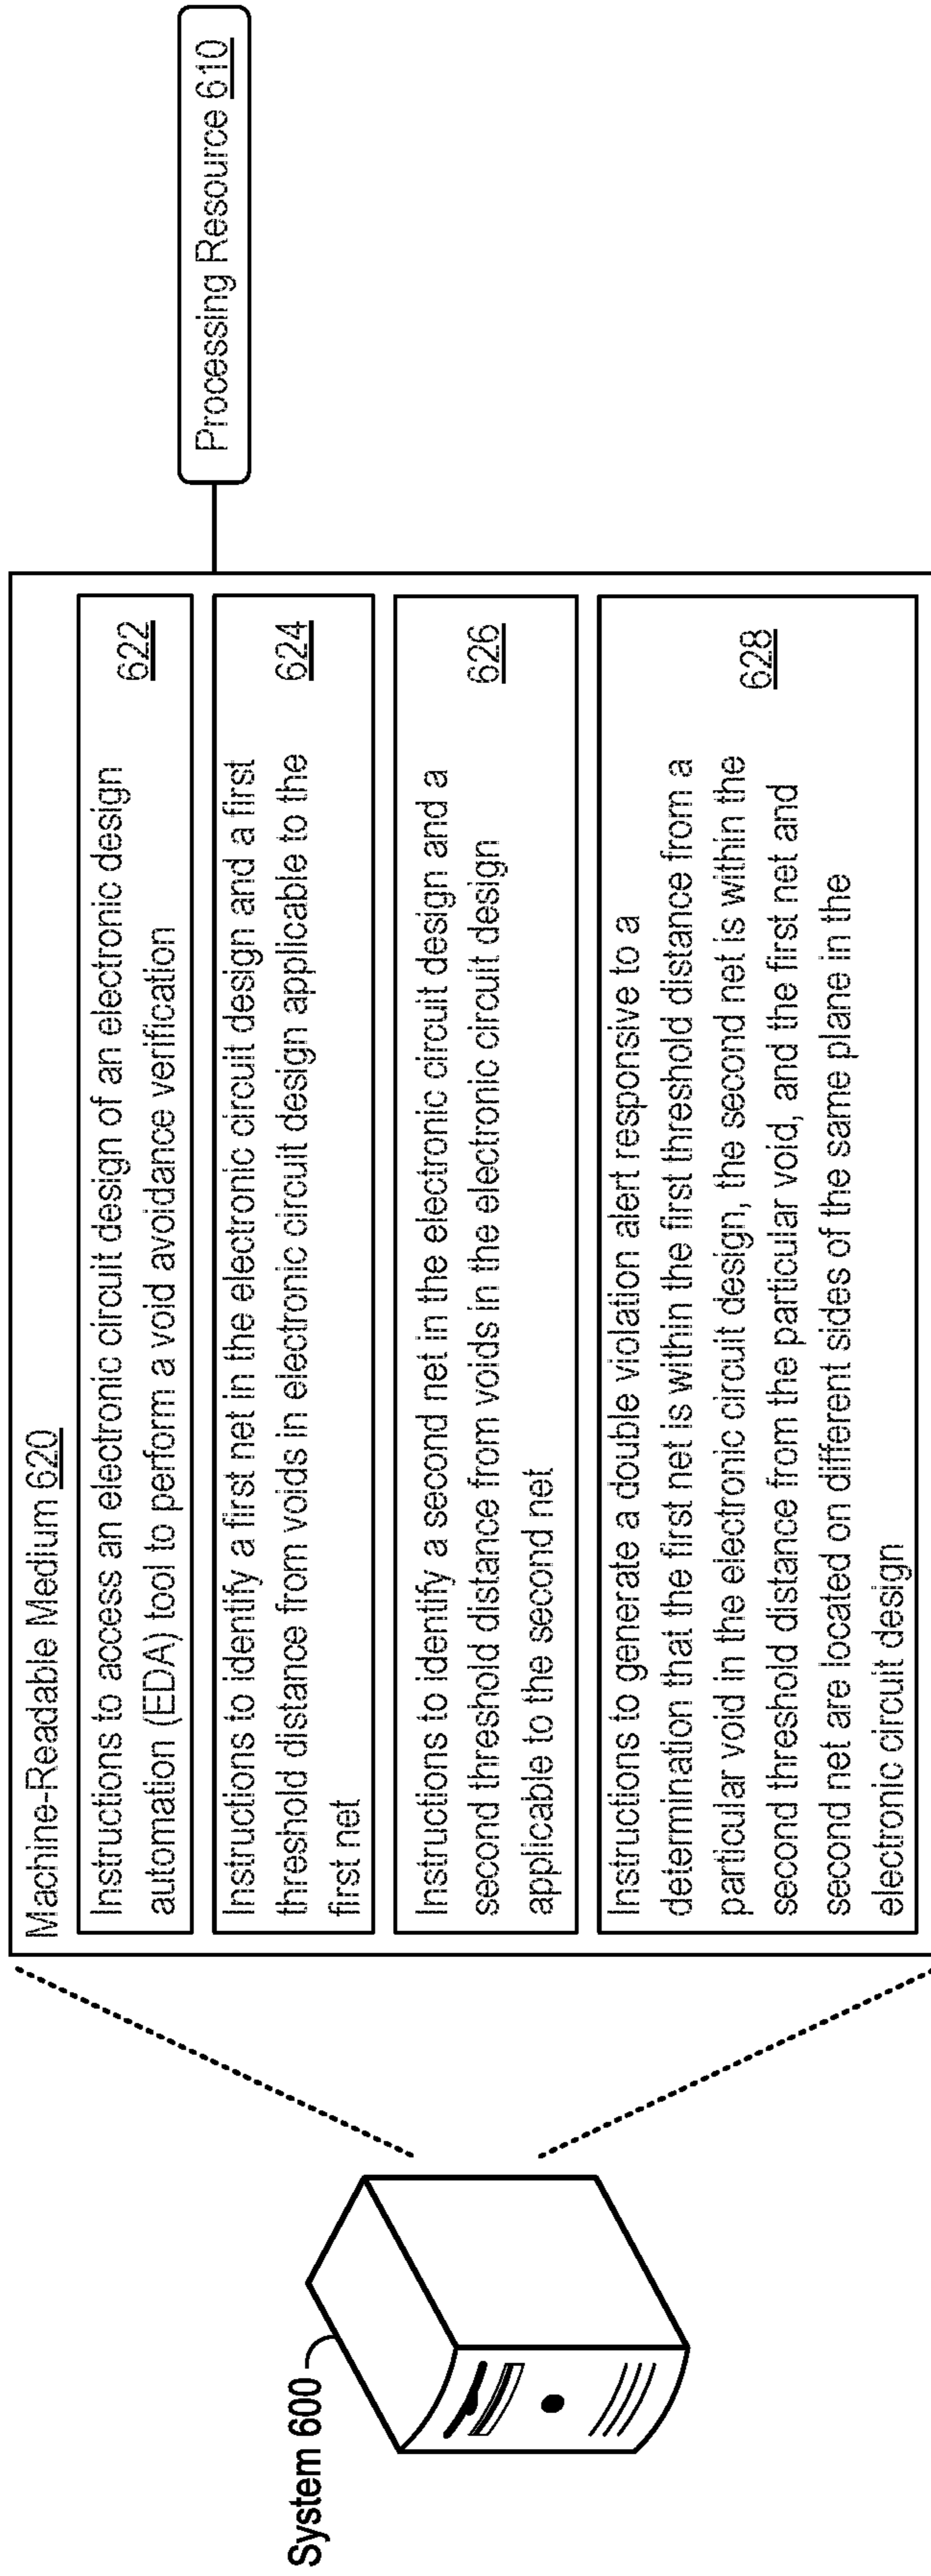 System 600
Machine-Readable Medium 620
Instructions to access an electronic circuit design of an electronic design
automation (EDA) tool to perform a void avoidance verification
622
Instructions to identify a first net in the electronic circuit design and a first
threshold distance from voids in electronic circuit design applicable to the
first net
624
Instructions to identify a second net in the electronic circuit design and a
second threshold distance from voids in the electronic circuit design
applicable to the second net
626
Instructions to generate a double violation alert responsive to a
determination that the first net is within the first threshold distance from a
particular void in the electronic circuit design, the second net is within the
second threshold distance from the particular void, and the first net and
second net are located on different sides of the same plane in the
electronic circuit design
628
Processing Resource 610